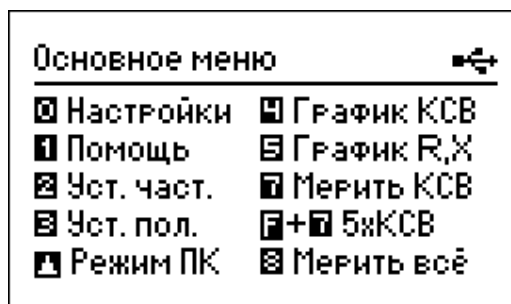 Основное меню
0 Настройки 4 График КСВ
1 Помощь 5 График R,X
2 Уст. част. 7 Мерить КСВ
3 Уст. пол. F+7 5хКСВ
Режим ПК 8 Мерить всё